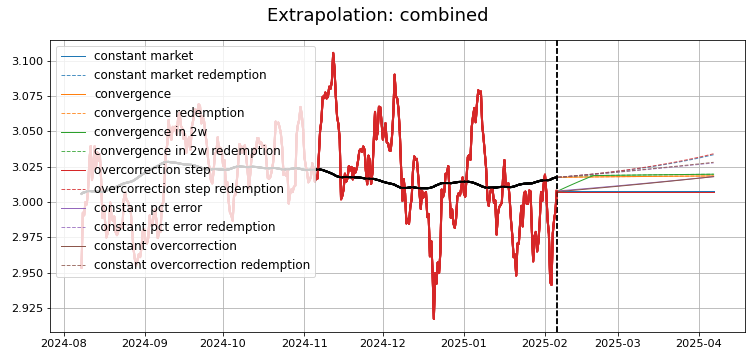 Extrapolation: combined
3.100
3.075
3.050
3.025
3.000
2.975
2.950
2.925
constant market
constant market redemption
convergence
convergence redemption
convergence in 2w
convergence in 2w redemption
overcorrection step
overcorrection step redemption
constant pct error
constant pct error redemption
constant overcorrection
constant overcorrection redemption
2024-08 2024-09 2024-10 2024-11 2024-12 2025-01 2025-02 2025-03 2025-04